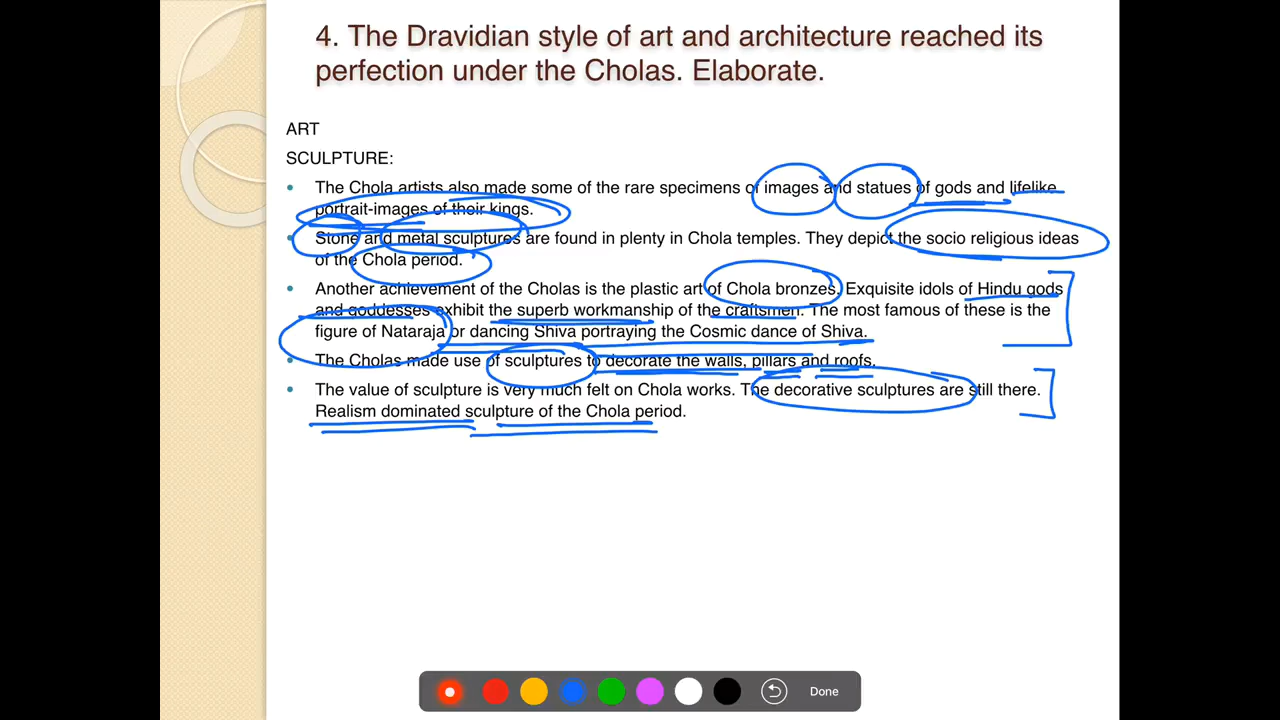 4. The Dravidian style of art and architecture reached its
perfection under the Cholas. Elaborate.
ART
SCULPTURE:
• The Chola artists also made some of the rare specimens of images and statues of gods and lifelike
portrait-images of their kings.
• Stone and metal sculptures are found in plenty in Chola temples. They depict the socio religious ideas
of the Chola period.
• Another achievement of the Cholas is the plastic art of Chola bronzes. Exquisite idols of Hindu gods
and goddesses exhibit the superb workmanship of the craftsmen. The most famous of these is the
figure of Nataraja or dancing Shiva portraying the Cosmic dance of Shiva.
• The Cholas made use of sculptures to decorate the walls, pillars and roofs.
• The value of sculpture is very much felt on Chola works. The decorative sculptures are still there.
Realism dominated sculpture of the Chola period.
Done